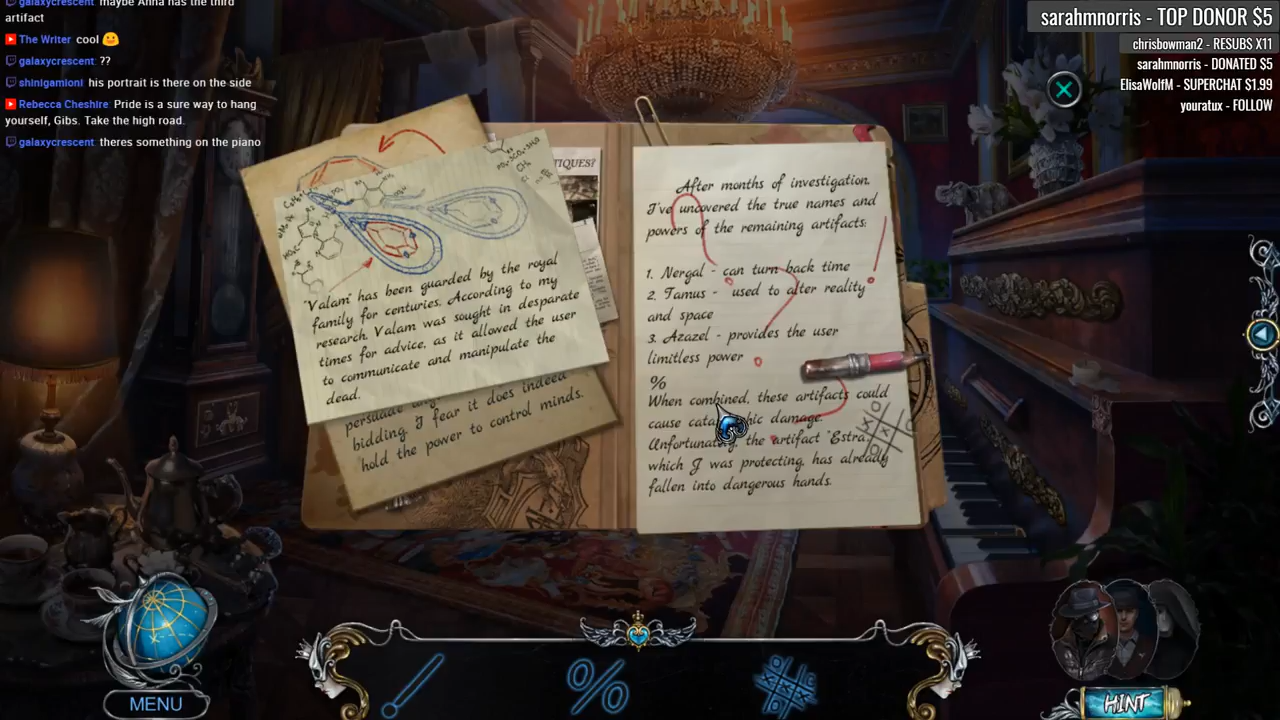 galaxycrescent maybe Anna has the third
artifact
The Writer cool
galaxycrescent: ??
shinigamioni: his portrait is there on the side
Rebecca Cheshire: Pride is a sure way to hang
yourself, Gibs. Take the high road.
galaxycrescent: theres something on the piano
sarahmnorris - TOP DONOR $5
chrisbowman2 - RESUBS X11
sarahmnorris - DONATED $5
ElisaWolfM - SUPERCHAT $1.99
youratux - FOLLOW
TIQUES?
"Valam" has been guarded by the royal
family for centuries. According to my
research, Valam was sought in desparate
times for advice, as it allowed the user
to communicate and manipulate the
dead.
bidding. I fear it does indeed
hold the power to control minds.
After months of investigation,
I've uncovered the true names and
powers of the remaining artifacts:
1. Nergal - can turn back time
2. Tamus - used to alter reality
and space
3. Azazel - provides the user
limitless power
%
When combined, these artifacts could
cause damage.
the artifact "Estra,"
which I was protecting, has already
fallen into dangerous hands.
MENU
%
HINT